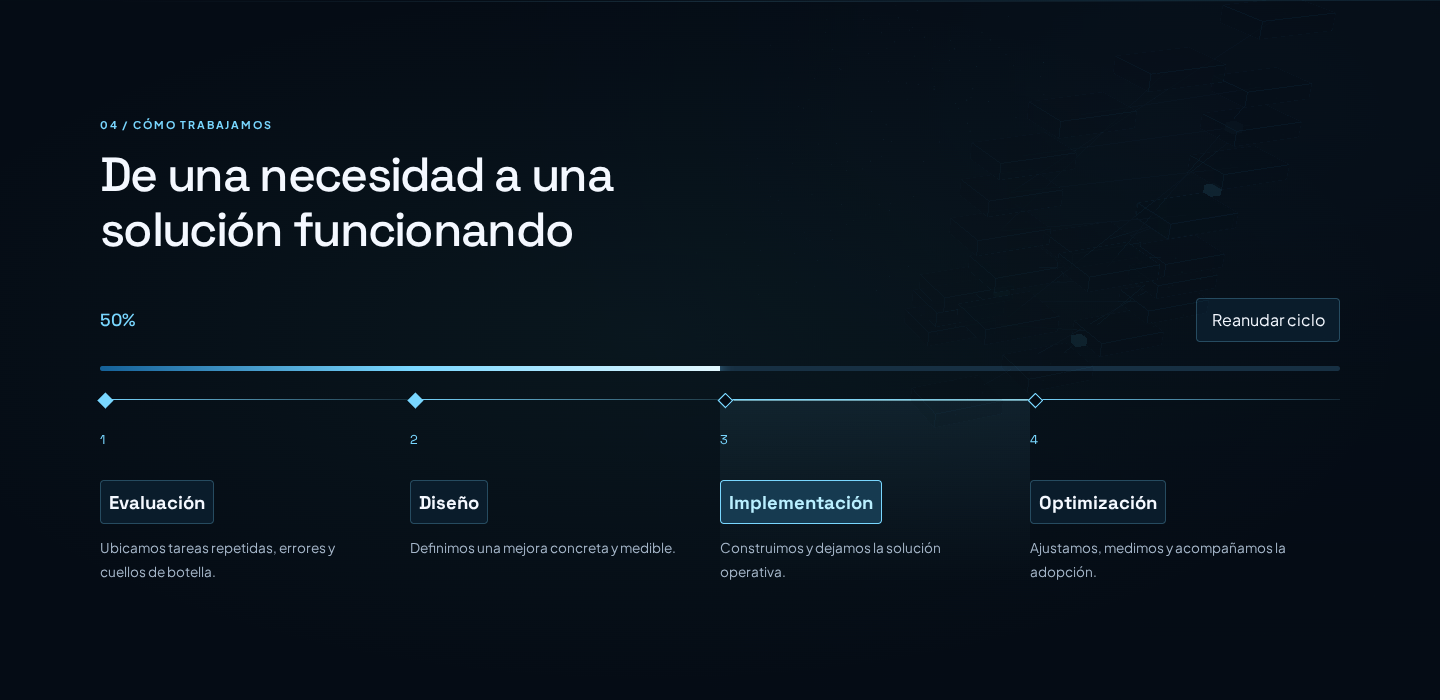 04 / CÓMO TRABAJAMOS
De una necesidad a una
solución funcionando
50%
Reanudar ciclo
1
2
3
4
Evaluación
Diseño
Implementación
Optimización
Ubicamos tareas repetidas, errores y
cuellos de botella.
Definimos una mejora concreta y medible.
Construimos y dejamos la solución
operativa.
Ajustamos, medimos y acompañamos la
adopción.